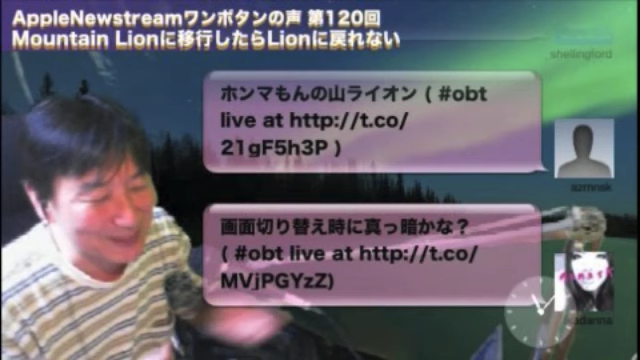 AppleNewstreamワンボタンの声 第120回
Mountain Lionに移行したらLionに戻れない
shellingford
ホンマもんの山ライオン ( #obt
live at http://t.co/
21gF5h3P )
azmnsk
画面切り替え時に真っ暗かな？
( #obt live at http://t.co/
MVjPGYzZ)